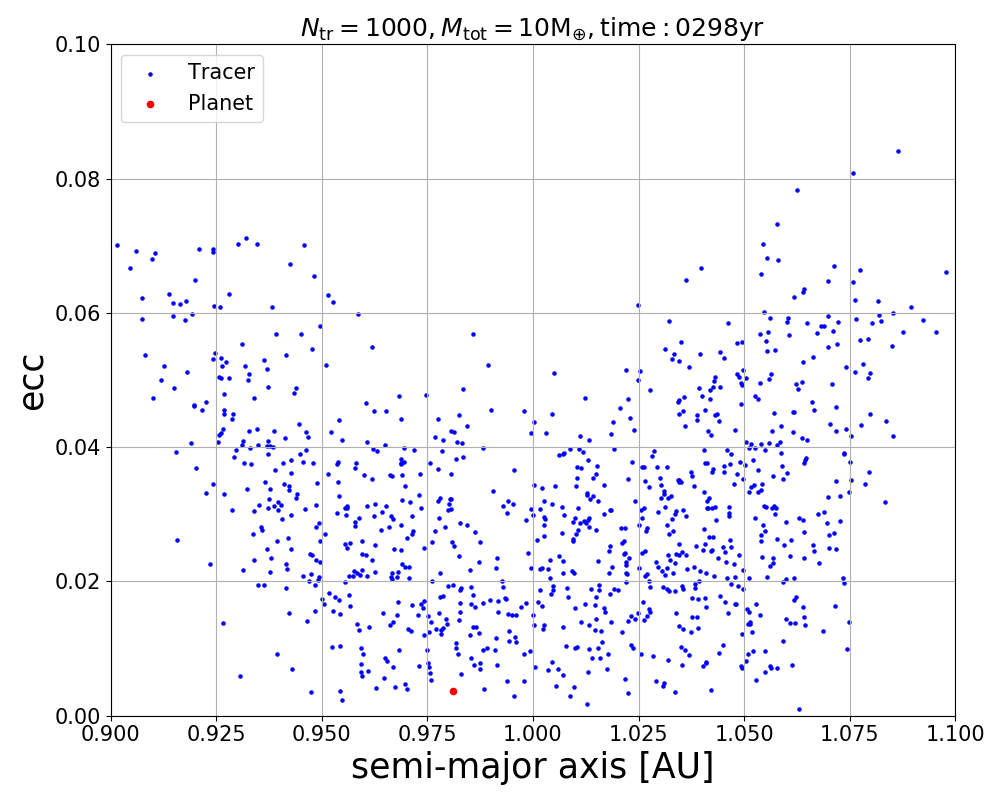 N_tr = 1000, M_tot = 10M_⊕, time : 0298yr
Tracer
Planet
0.10
0.08
0.06
0.04
0.02
0.00
ecc
0.900 0.925 0.950 0.975 1.000 1.025 1.050 1.075 1.100
semi-major axis [AU]